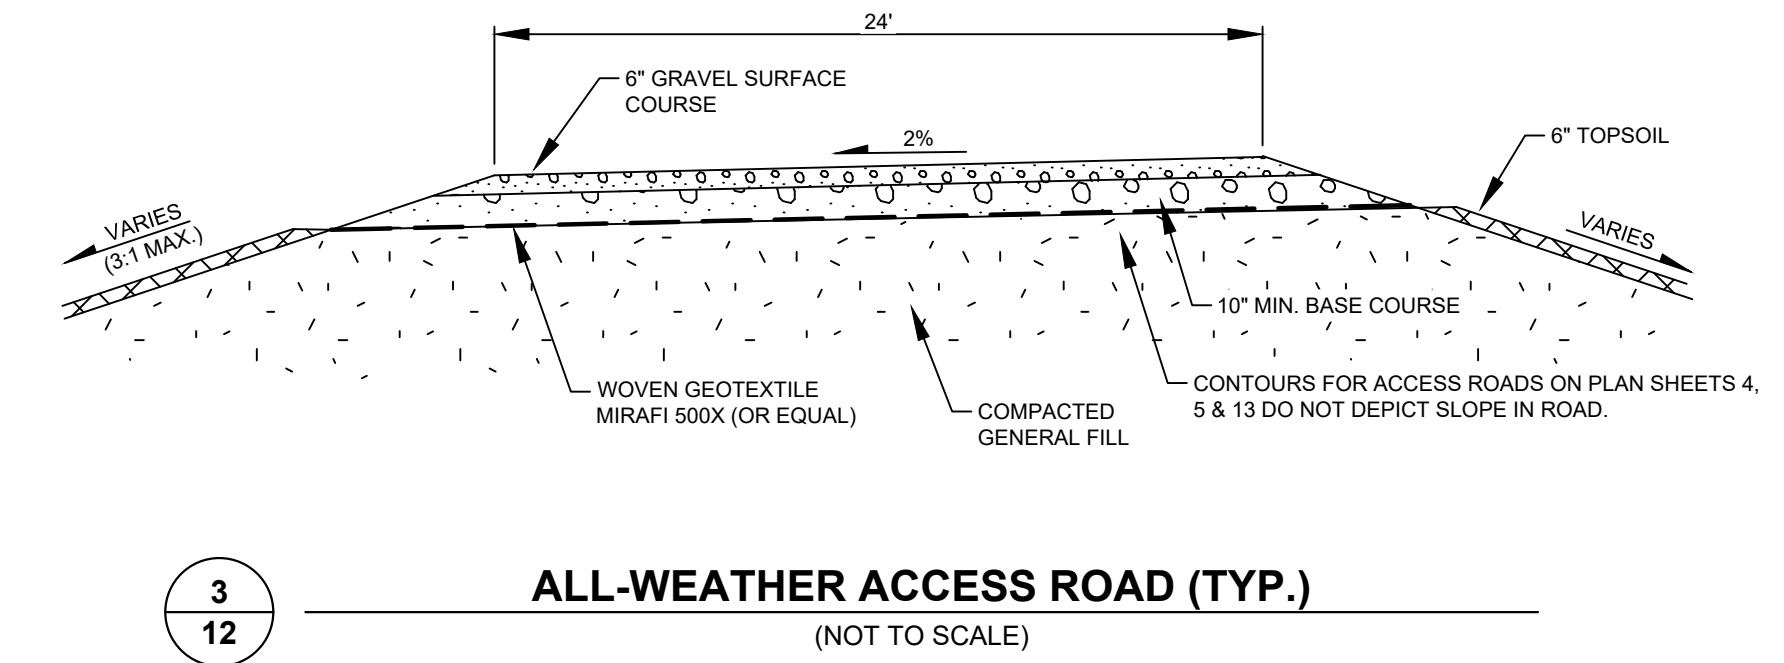 24'
6" GRAVEL SURFACE
COURSE
2%
6" TOPSOIL
VARIES
(3:1 MAX.)
VARIES
10" MIN. BASE COURSE
WOVEN GEOTEXTILE
MIRAFI 500X (OR EQUAL)
COMPACTED
GENERAL FILL
CONTOURS FOR ACCESS ROADS ON PLAN SHEETS 4,
5 & 13 DO NOT DEPICT SLOPE IN ROAD.
3
12
ALL-WEATHER ACCESS ROAD (TYP.)
(NOT TO SCALE)